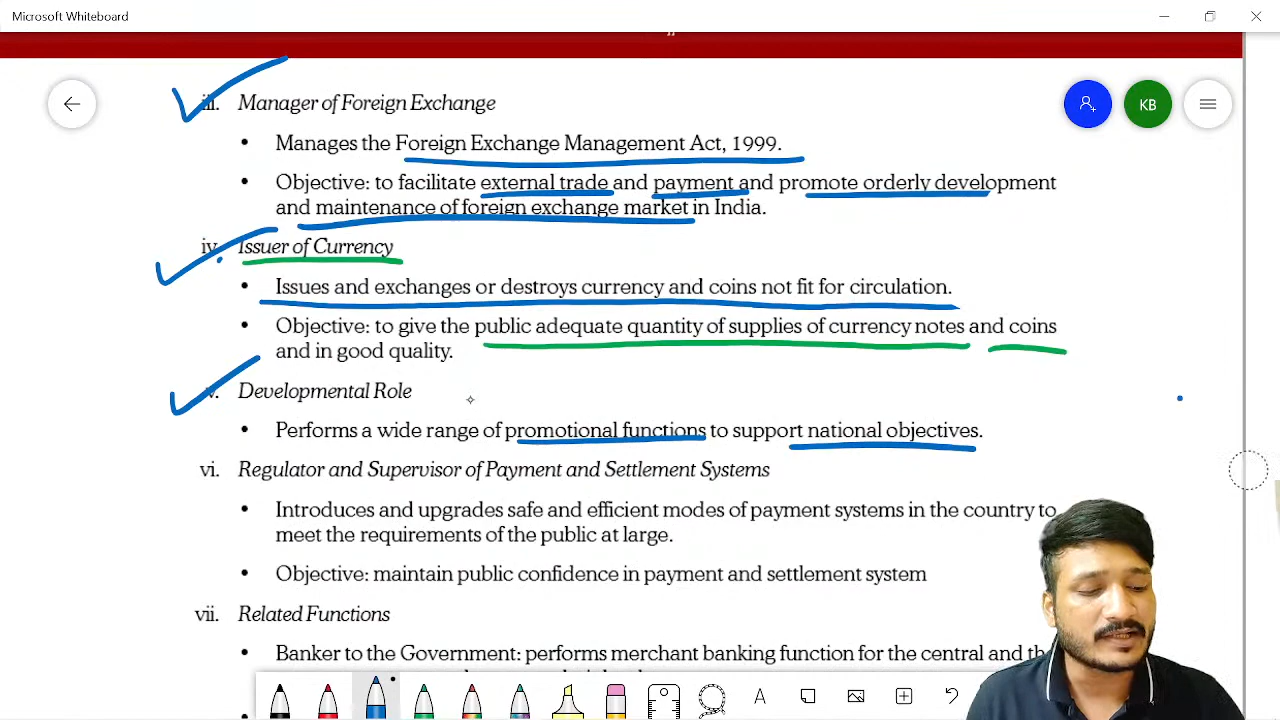 Microsoft Whiteboard
iii. Manager of Foreign Exchange
• Manages the Foreign Exchange Management Act, 1999.
• Objective: to facilitate external trade and payment and promote orderly development
and maintenance of foreign exchange market in India.
KB
iv. Issuer of Currency
• Issues and exchanges or destroys currency and coins not fit for circulation.
• Objective: to give the public adequate quantity of supplies of currency notes and coins
and in good quality.
v. Developmental Role
• Performs a wide range of promotional functions to support national objectives.
vi. Regulator and Supervisor of Payment and Settlement Systems
• Introduces and upgrades safe and efficient modes of payment systems in the country to
meet the requirements of the public at large.
• Objective: maintain public confidence in payment and settlement system
vii. Related Functions
• Banker to the Government: performs merchant banking function for the central and